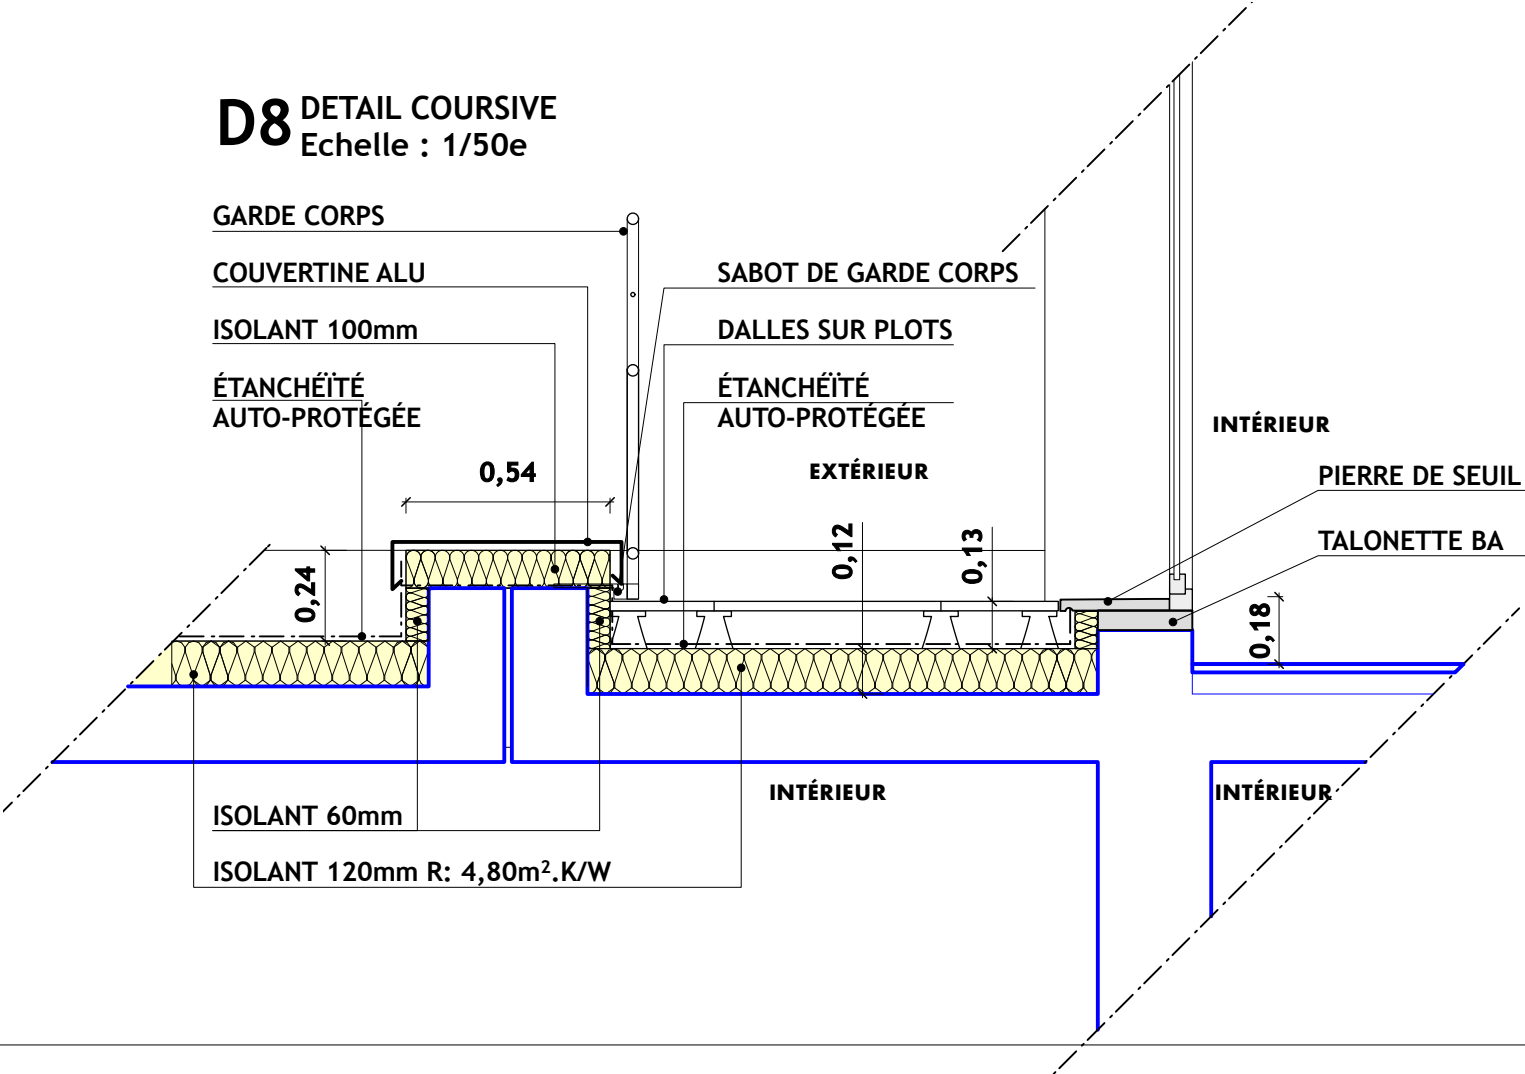 D8 DETAIL COURSIVE
Echelle : 1/50e
GARDE CORPS
COUVERTINE ALU
ISOLANT 100mm
ÉTANCHËÏTÉ
AUTO-PROTÉGÉE
SABOT DE GARDE CORPS
DALLES SUR PLOTS
ÉTANCHËÏTÉ
AUTO-PROTÉGÉE
INTÉRIEUR
EXTÉRIEUR
0,54
PIERRE DE SEUIL
TALONETTE BA
0,24
0,12
0,13
0,18
INTÉRIEUR
INTÉRIEUR
ISOLANT 60mm
ISOLANT 120mm R: 4,80m².K/W